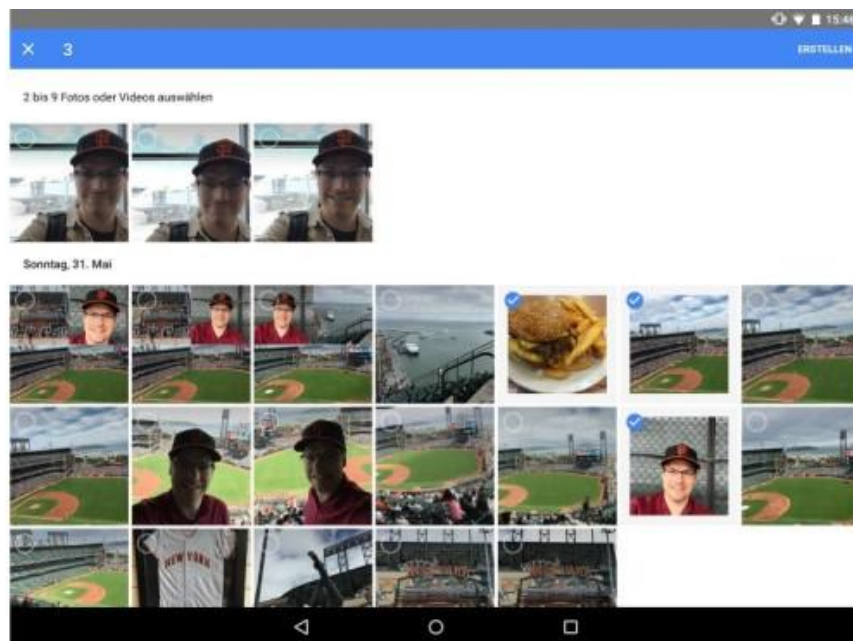 15:46
3
ERSTELLEN
2 bis 9 Fotos oder Videos auswählen
Sonntag, 31. Mai
NEW YORK